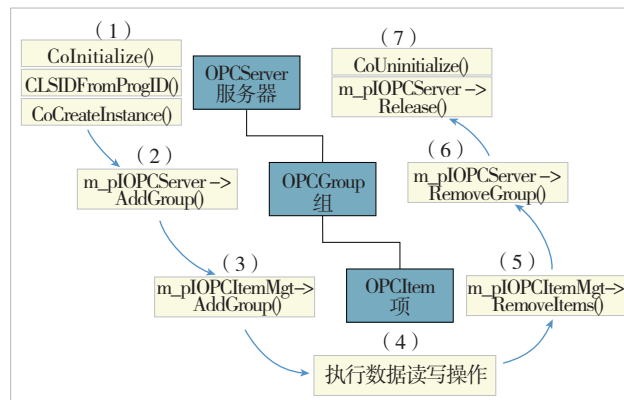 （1）
CoInitialize()
CLSIDFromProgID()
CoCreateInstance()
（2）
m_pIOPCServer－>
AddGroup()
（3）
m_pIOPCItemMgt－>
AddGroup()
（4）
执行数据读写操作
（5）
m_pIOPCItemMgt－>
RemoveItems()
（6）
m_pIOPCServer－>
RemoveGroup()
（7）
CoUninitialize()
m_pIOPCServer－>
Release()
OPCServer
服务器
OPCGroup
组
OPCItem
项